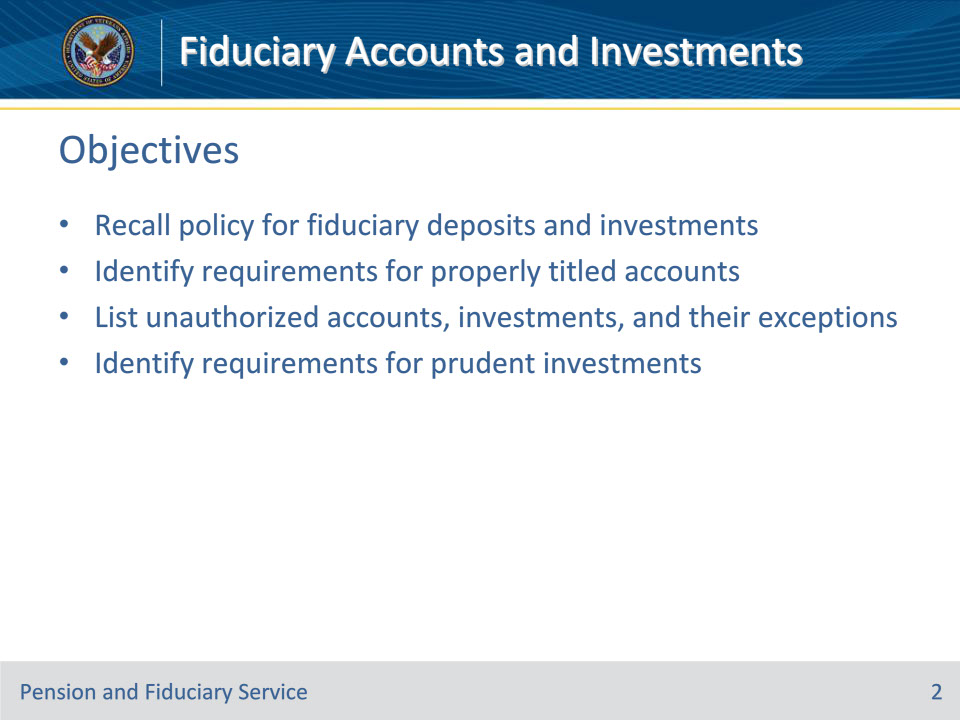 Fiduciary Accounts and Investments
Objectives
• Recall policy for fiduciary deposits and investments
• Identify requirements for properly titled accounts
• List unauthorized accounts, investments, and their exceptions
• Identify requirements for prudent investments
Pension and Fiduciary Service
2